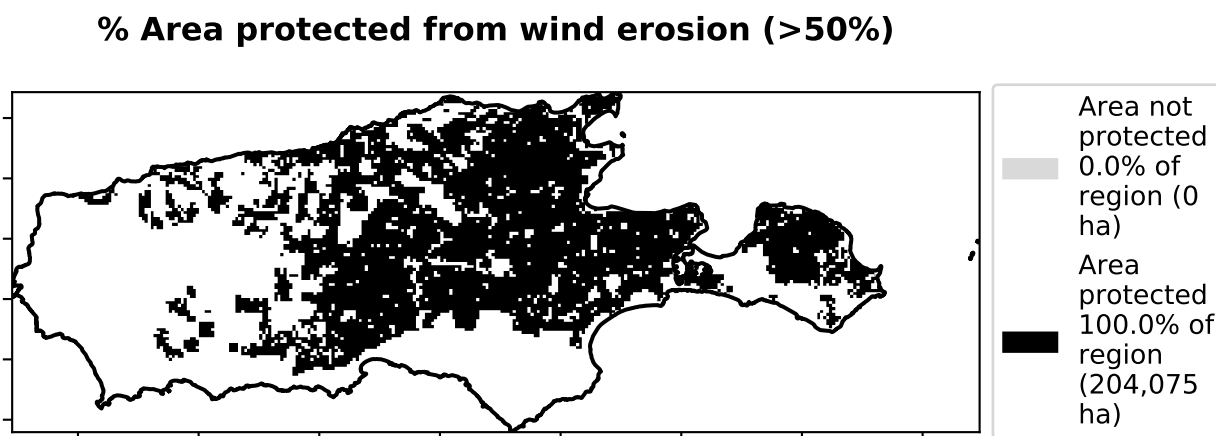 % Area protected from wind erosion (>50%)
Area not
protected
0.0% of
region (0
ha)
Area
protected
100.0% of
region
(204,075
ha)